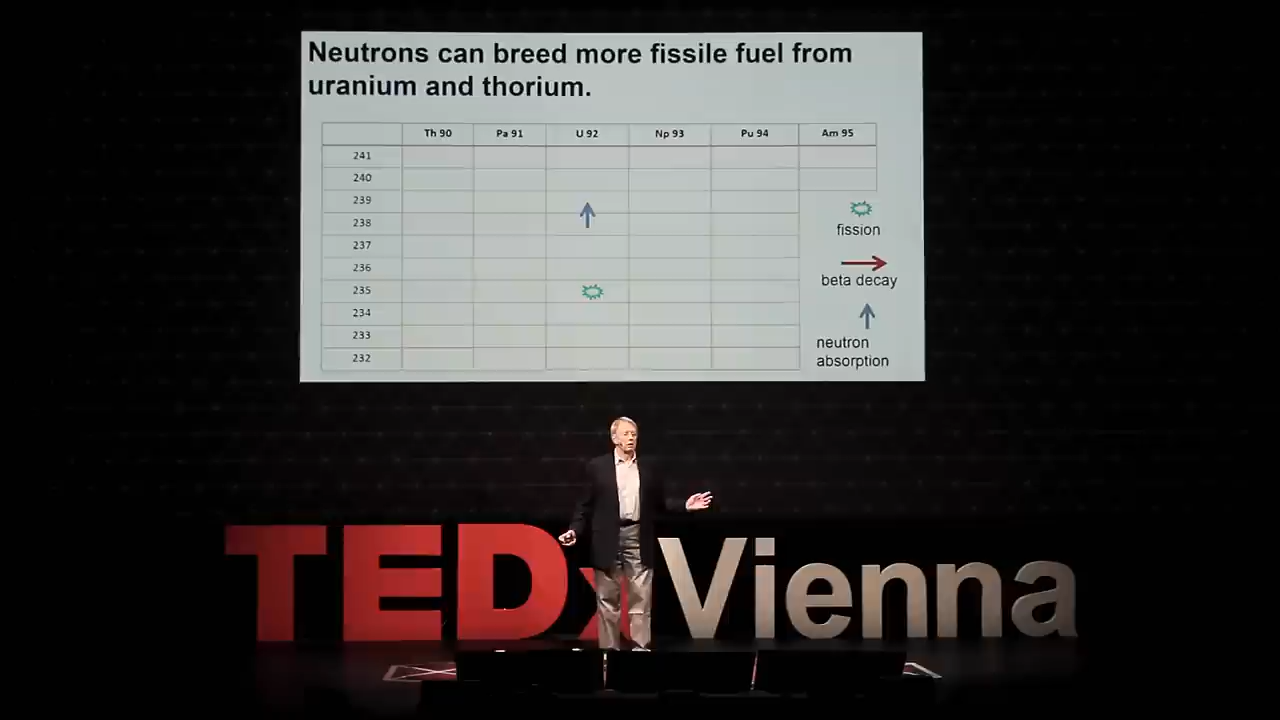 Neutrons can breed more fissile fuel from
uranium and thorium.
Th 90 Pa 91 U 92 Np 93 Pu 94 Am 95
241
240
239
238
237
236
235
234
233
232
fission
beta decay
neutron
absorption
TEDxVienna